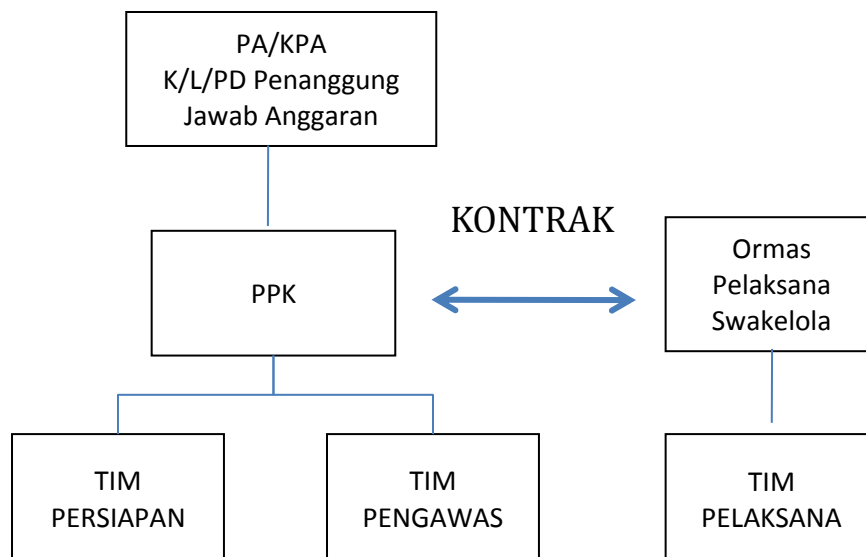 PA/KPA
K/L/PD Penanggung
Jawab Anggaran
KONTRAK
PPK
Ormas
Pelaksana
Swakelola
TIM
PERSIAPAN
TIM
PENGAWAS
TIM
PELAKSANA